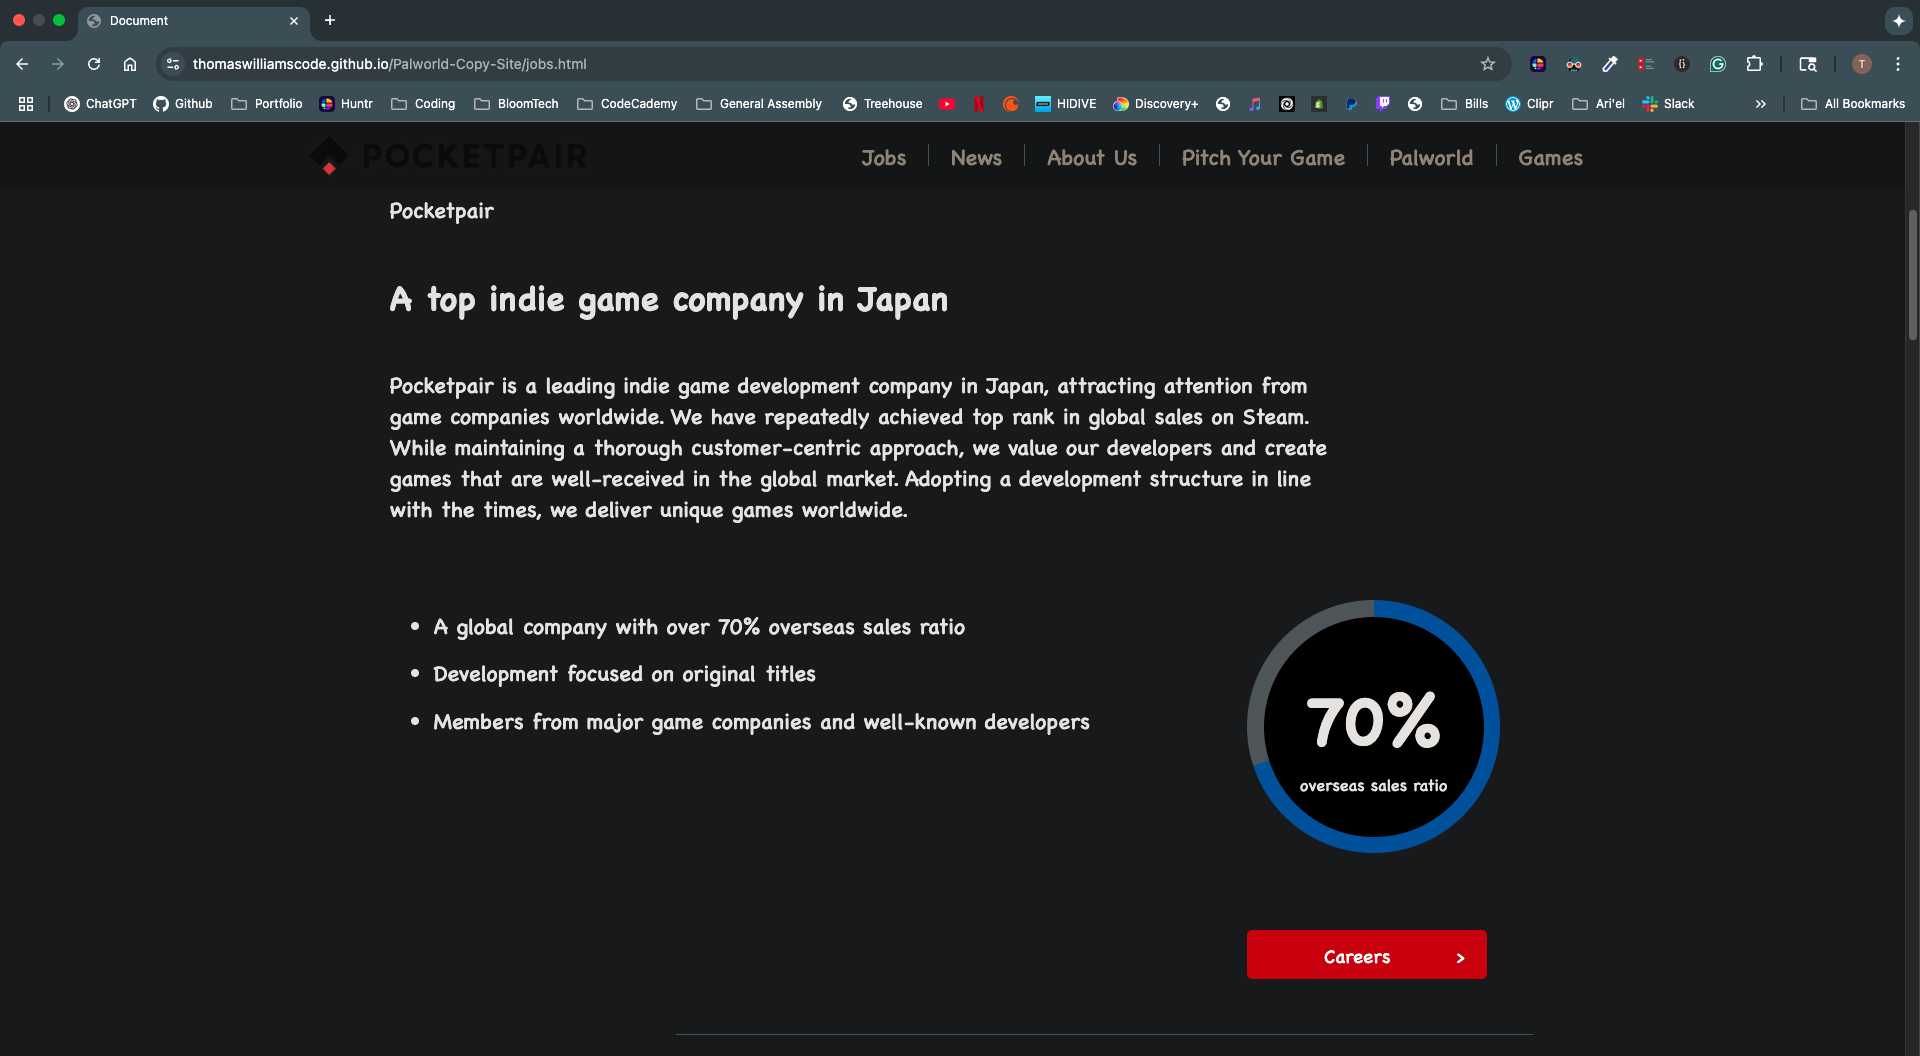 Document
thomaswilliamscode.github.io/Palworld-Copy-Site/jobs.html
T
ChatGPT Github Portfolio Huntr Coding BloomTech CodeCademy General Assembly Treehouse HIDIVE Discovery+ Bills Clipr Ari'el Slack All Bookmarks
POCKETPAIR
Jobs News About Us Pitch Your Game Palworld Games
Pocketpair
A top indie game company in Japan
Pocketpair is a leading indie game development company in Japan, attracting attention from
game companies worldwide. We have repeatedly achieved top rank in global sales on Steam.
While maintaining a thorough customer-centric approach, we value our developers and create
games that are well-received in the global market. Adopting a development structure in line
with the times, we deliver unique games worldwide.
A global company with over 70% overseas sales ratio
Development focused on original titles
Members from major game companies and well-known developers
70%
overseas sales ratio
Careers